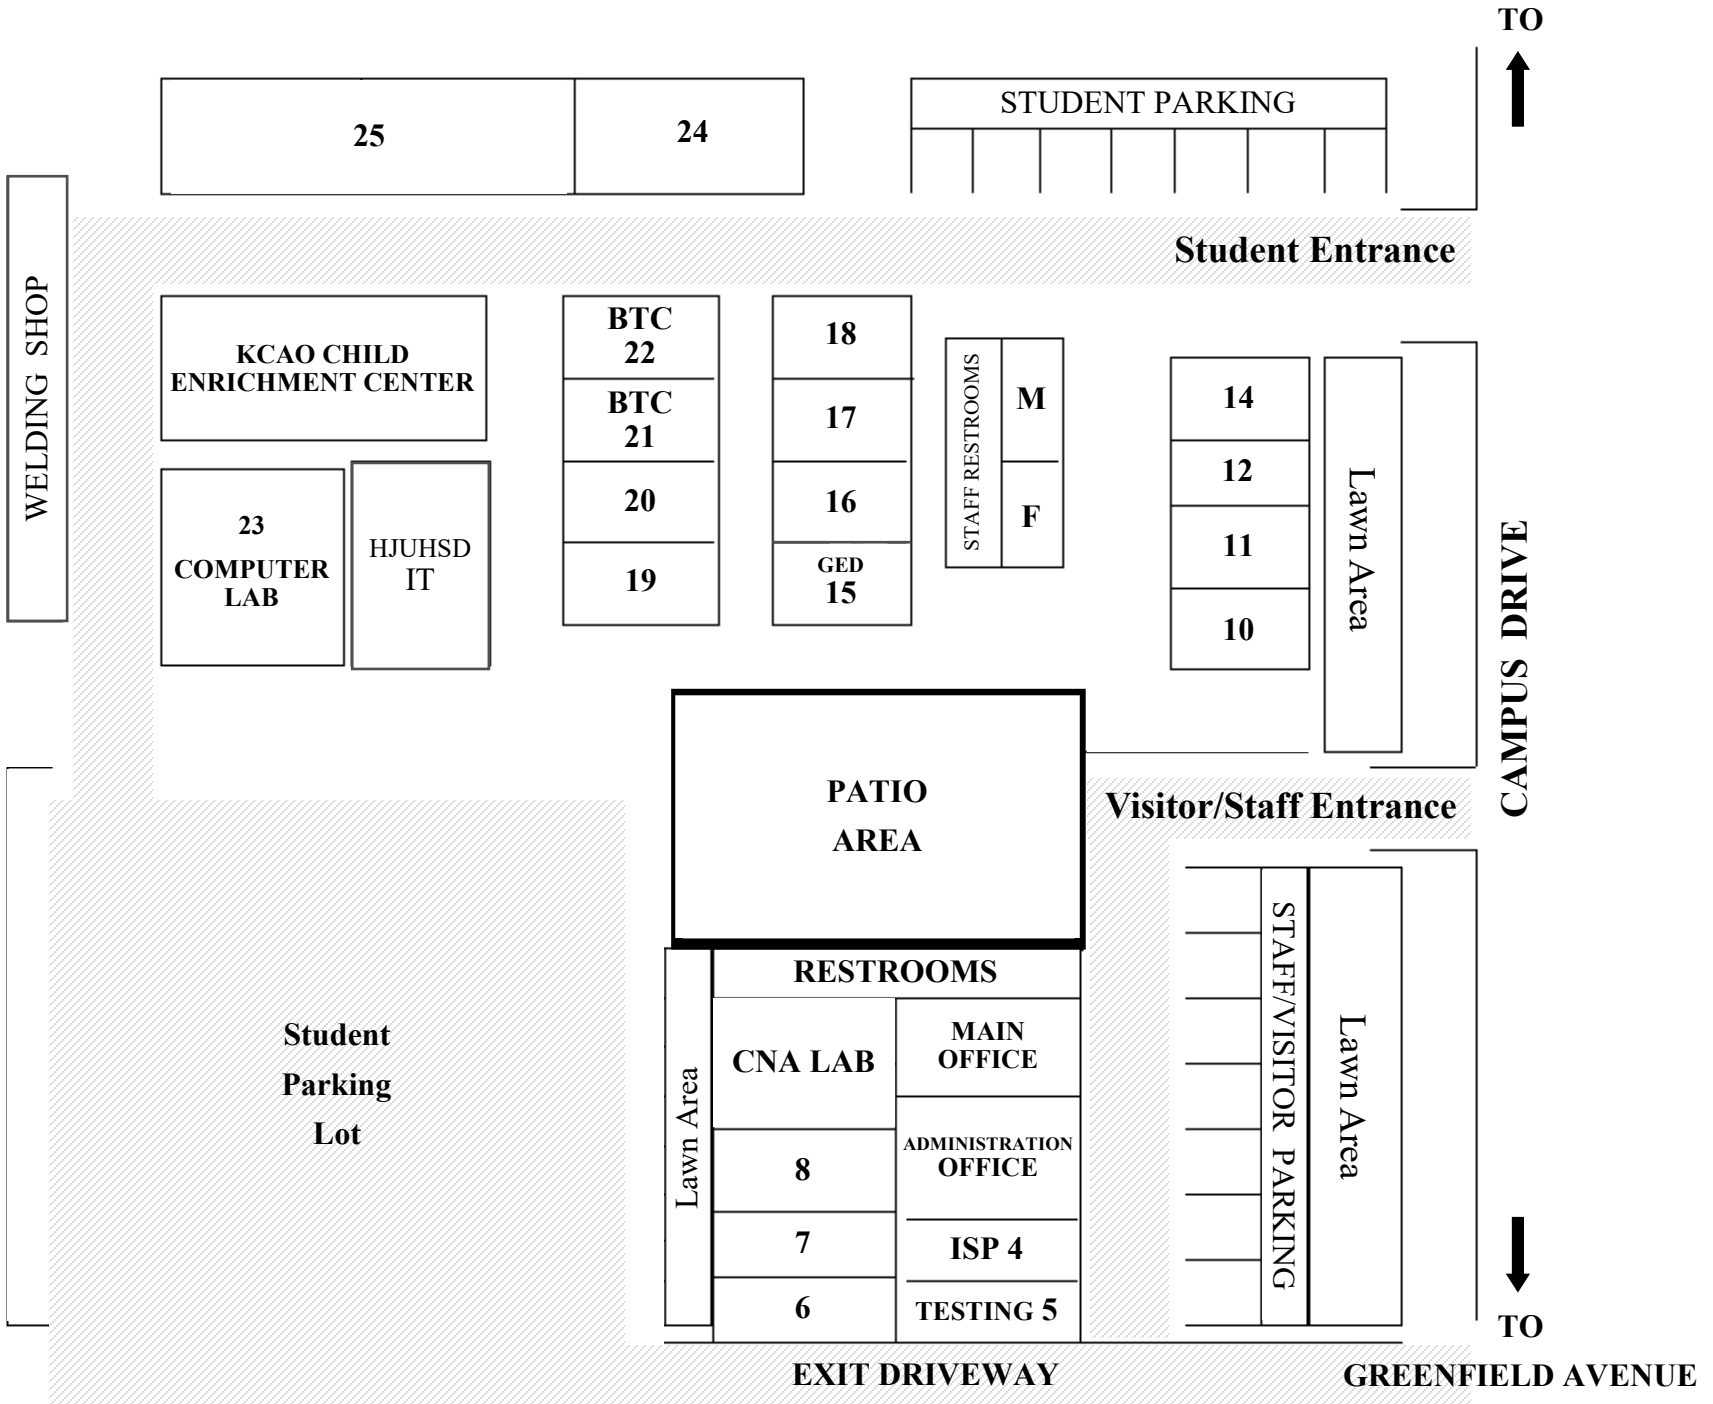 TO
25
24
STUDENT PARKING
Student Entrance
WELDING SHOP
KCAO CHILD
ENRICHMENT CENTER
BTC
22
BTC
21
20
19
18
17
16
GED
15
STAFF RESTROOMS
M
F
14
12
11
10
Lawn Area
CAMPUS DRIVE
23
COMPUTER
LAB
HJUHSD
IT
PATIO
AREA
Visitor/Staff Entrance
Student
Parking
Lot
Lawn Area
RESTROOMS
CNA LAB
8
7
6
MAIN
OFFICE
ADMINISTRATION
OFFICE
ISP 4
TESTING 5
STAFF/VISITOR PARKING
Lawn Area
TO
GREENFIELD AVENUE
EXIT DRIVEWAY